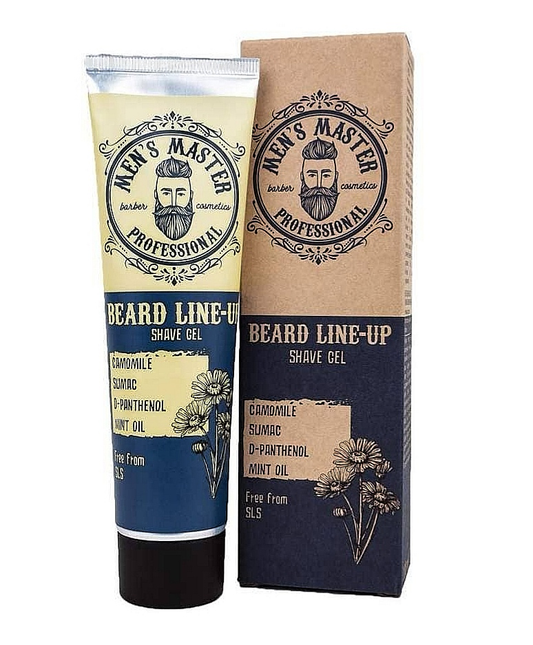 MEN'S MASTER
barber cosmetics
PROFESSIONAL
BEARD LINE-UP
SHAVE GEL
CAMOMILE
SUMAC
D-PANTHENOL
MINT OIL
Free from
SLS
MEN'S MASTER
barber cosmetics
PROFESSIONAL
BEARD LINE-UP
SHAVE GEL
CAMOMILE
SUMAC
D-PANTHENOL
MINT OIL
Free from
SLS